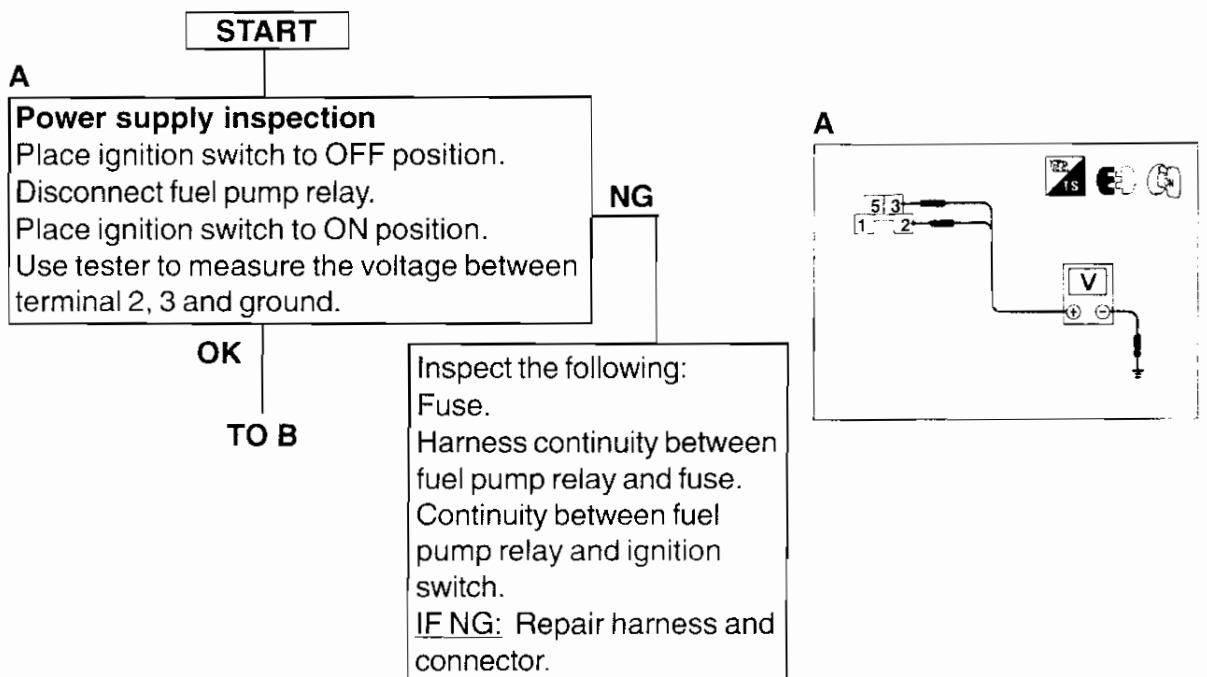 START
A
Power supply inspection
Place ignition switch to OFF position.
Disconnect fuel pump relay.
Place ignition switch to ON position.
Use tester to measure the voltage between
terminal 2, 3 and ground.
NG
OK
TO B
Inspect the following:
Fuse.
Harness continuity between
fuel pump relay and fuse.
Continuity between fuel
pump relay and ignition
switch.
IF NG: Repair harness and
connector.
A
T.S
5 3
1 2
V
+ −